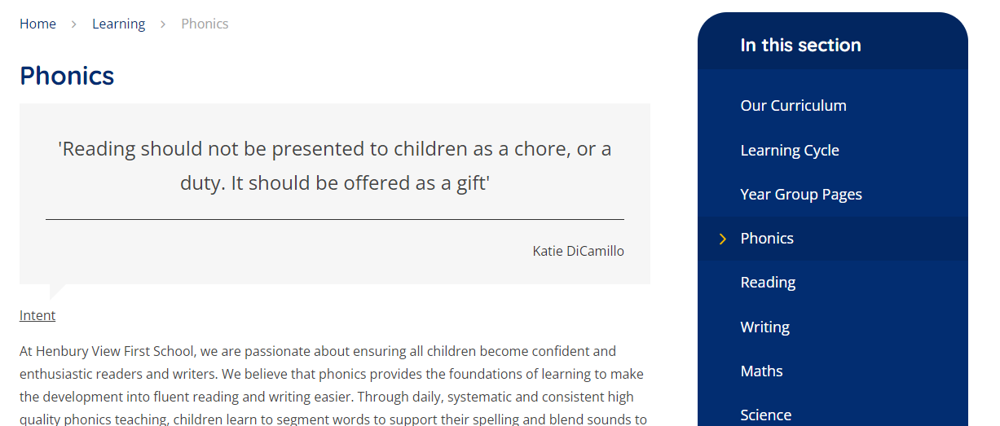 Home > Learning > Phonics
Phonics
'Reading should not be presented to children as a chore, or a
duty. It should be offered as a gift'
Katie DiCamillo
Intent
At Henbury View First School, we are passionate about ensuring all children become confident and
enthusiastic readers and writers. We believe that phonics provides the foundations of learning to make
the development into fluent reading and writing easier. Through daily, systematic and consistent high
quality phonics teaching, children learn to segment words to support their spelling and blend sounds to
In this section
Our Curriculum
Learning Cycle
Year Group Pages
Phonics
Reading
Writing
Maths
Science